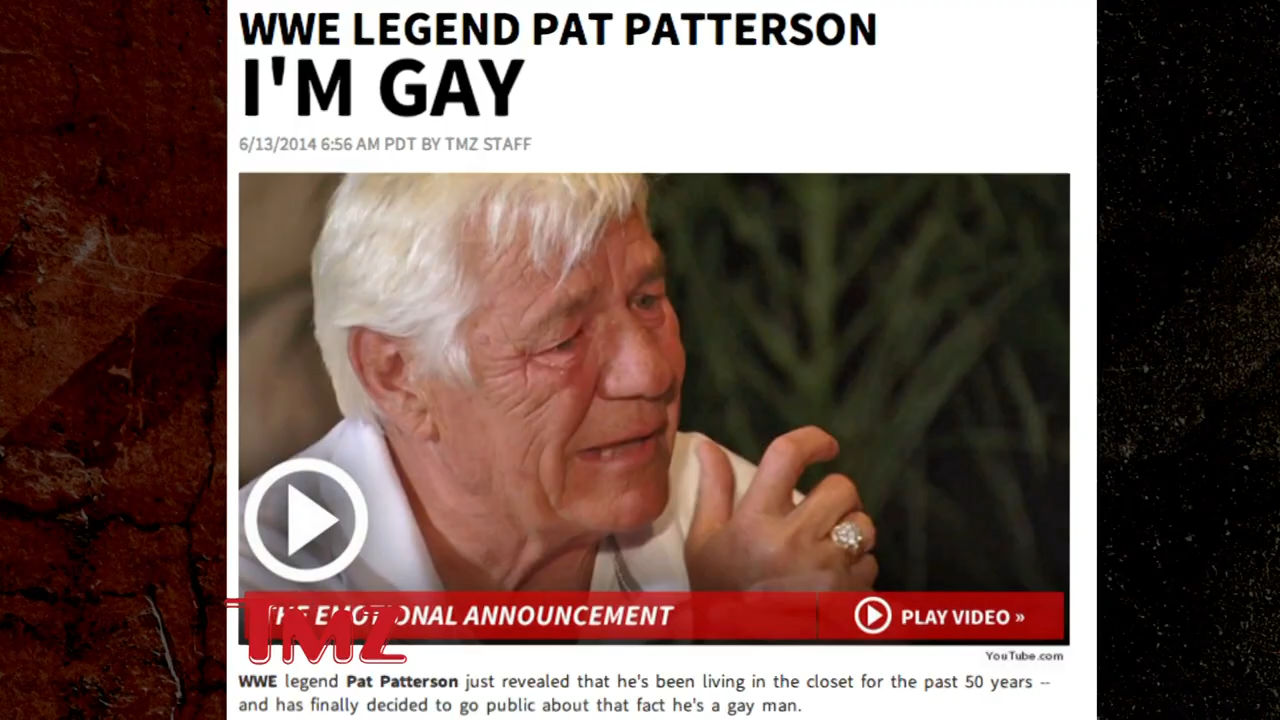 WWE LEGEND PAT PATTERSON
I'M GAY
6/13/2014 6:56 AM PDT BY TMZ STAFF
THE EMOTIONAL ANNOUNCEMENT
PLAY VIDEO »
TMZ
YouTube.com
WWE legend Pat Patterson just revealed that he's been living in the closet for the past 50 years --
and has finally decided to go public about that fact he's a gay man.